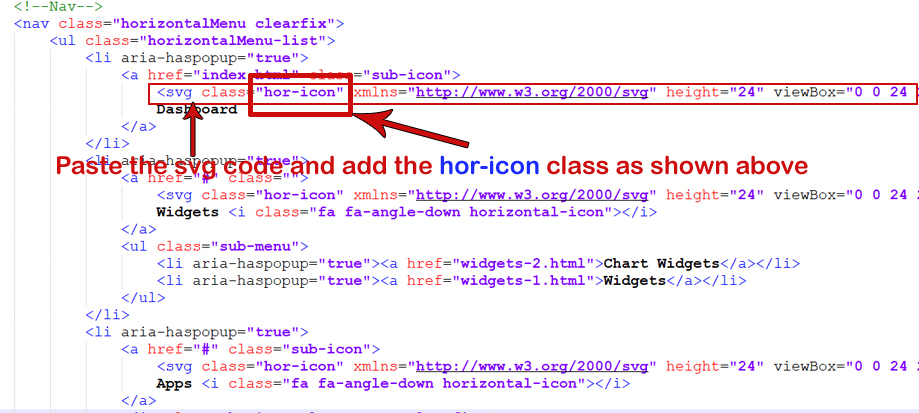 <!--Nav-->
<nav class="horizontalMenu clearfix">
<ul class="horizontalMenu-list">
<li aria-haspopup="true">
<a href="index.html" class="sub-icon">
<svg class="hor-icon" xmlns="http://www.w3.org/2000/svg" height="24" viewBox="0 0 24
Dashboard
</a>
</li>
Paste the svg code and add the hor-icon class as shown above
<li aria-haspopup="true">
<a href="#" class="">
<svg class="hor-icon" xmlns="http://www.w3.org/2000/svg" height="24" viewBox="0 0 24
Widgets <i class="fa fa-angle-down horizontal-icon"></i>
</a>
<ul class="sub-menu">
<li aria-haspopup="true"><a href="widgets-2.html">Chart Widgets</a></li>
<li aria-haspopup="true"><a href="widgets-1.html">Widgets</a></li>
</ul>
</li>
<li aria-haspopup="true">
<a href="#" class="sub-icon">
<svg class="hor-icon" xmlns="http://www.w3.org/2000/svg" height="24" viewBox="0 0 24
Apps <i class="fa fa-angle-down horizontal-icon"></i>
</a>